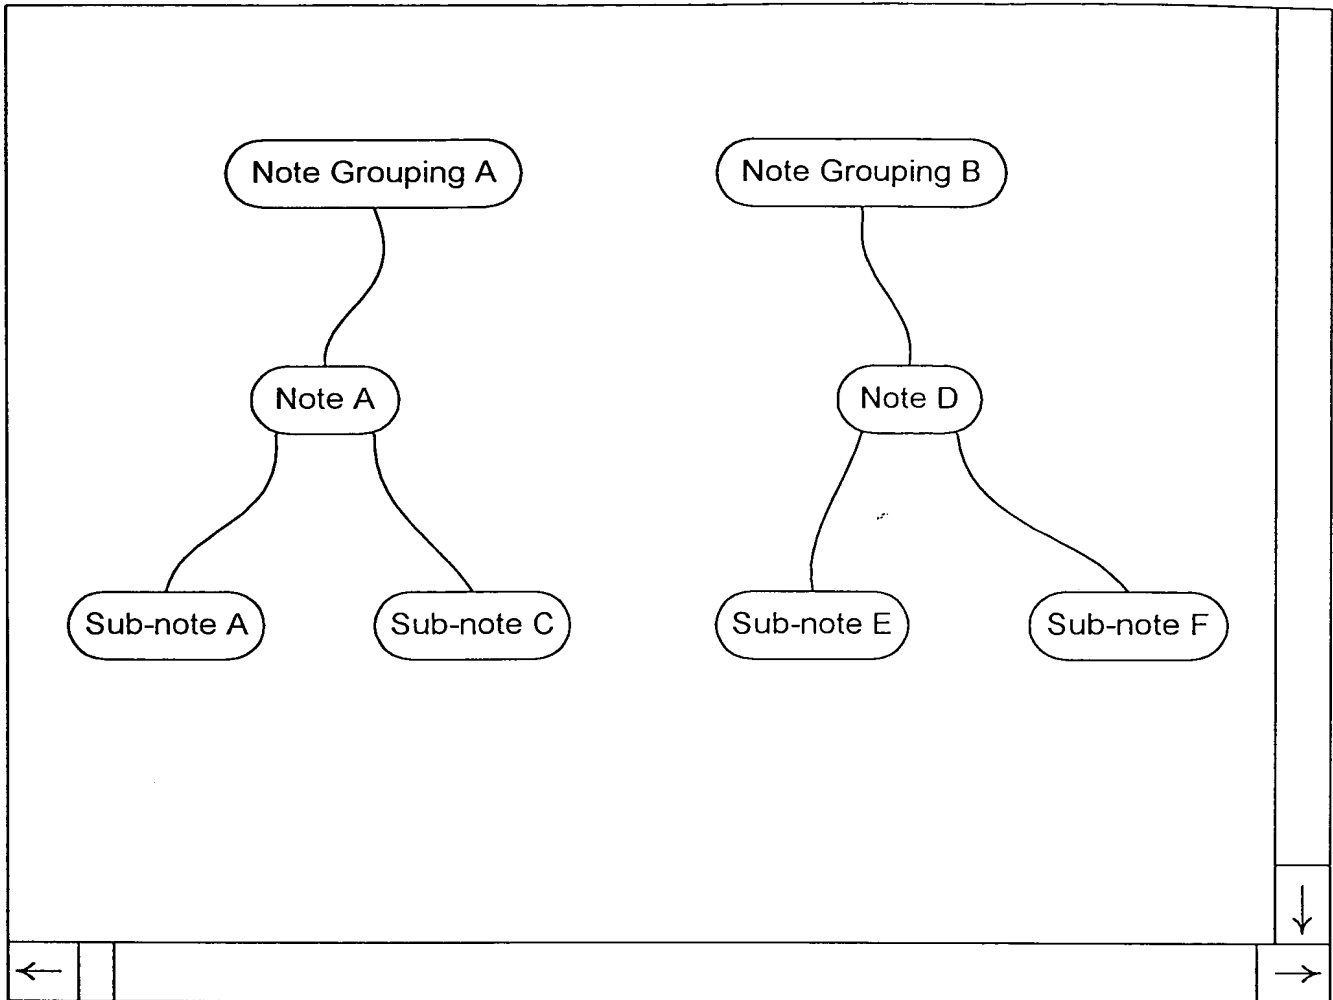 Note Grouping A
Note Grouping B
Note A
Note D
Sub-note A
Sub-note C
Sub-note E
Sub-note F